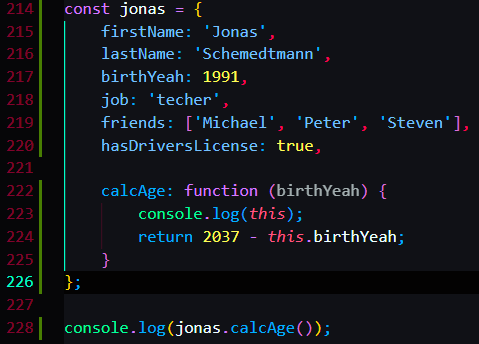 214 const jonas = {
215 firstName: 'Jonas',
216 lastName: 'Schemedtmann',
217 birthYeah: 1991,
218 job: 'techer',
219 friends: ['Michael', 'Peter', 'Steven'],
220 hasDriversLicense: true,
221
222 calcAge: function (birthYeah) {
223 console.log(this);
224 return 2037 - this.birthYeah;
225 }
226 };
227
228 console.log(jonas.calcAge());